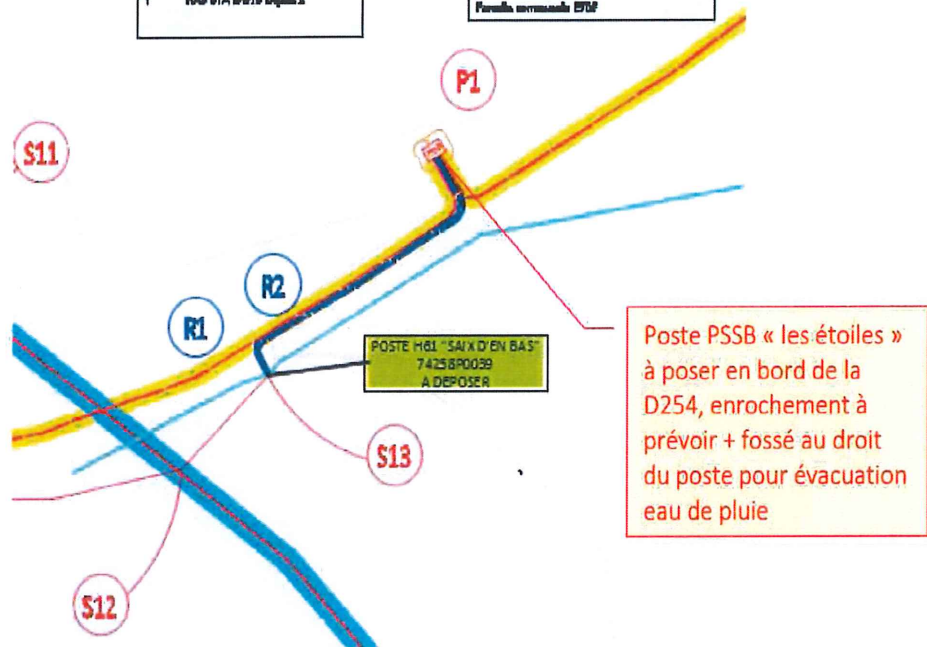 P1
S11
R2
R1
POSTE H61 "SAIX D'EN BAS"
74258P0039
A DEPOSER
Poste PSSB « les étoiles »
à poser en bord de la
D254, enrochement à
prévoir + fossé au droit
du poste pour évacuation
eau de pluie
S13
S12